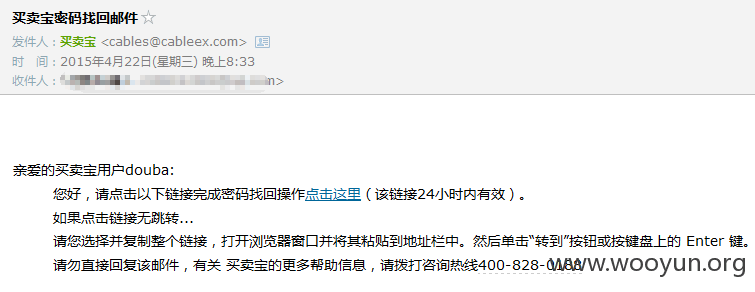 买卖宝密码找回邮件☆
发件人：买卖宝 <cables@cableex.com>
时　间：2015年4月22日(星期三) 晚上8:33
收件人：
亲爱的买卖宝用户douba:
您好，请点击以下链接完成密码找回操作点击这里（该链接24小时内有效）。
如果点击链接无跳转...
请您选择并复制整个链接，打开浏览器窗口并将其粘贴到地址栏中。然后单击“转到”按钮或按键盘上的 Enter 键。
请勿直接回复该邮件，有关 买卖宝的更多帮助信息，请拨打咨询热线400-828-0188
www.wooyun.org